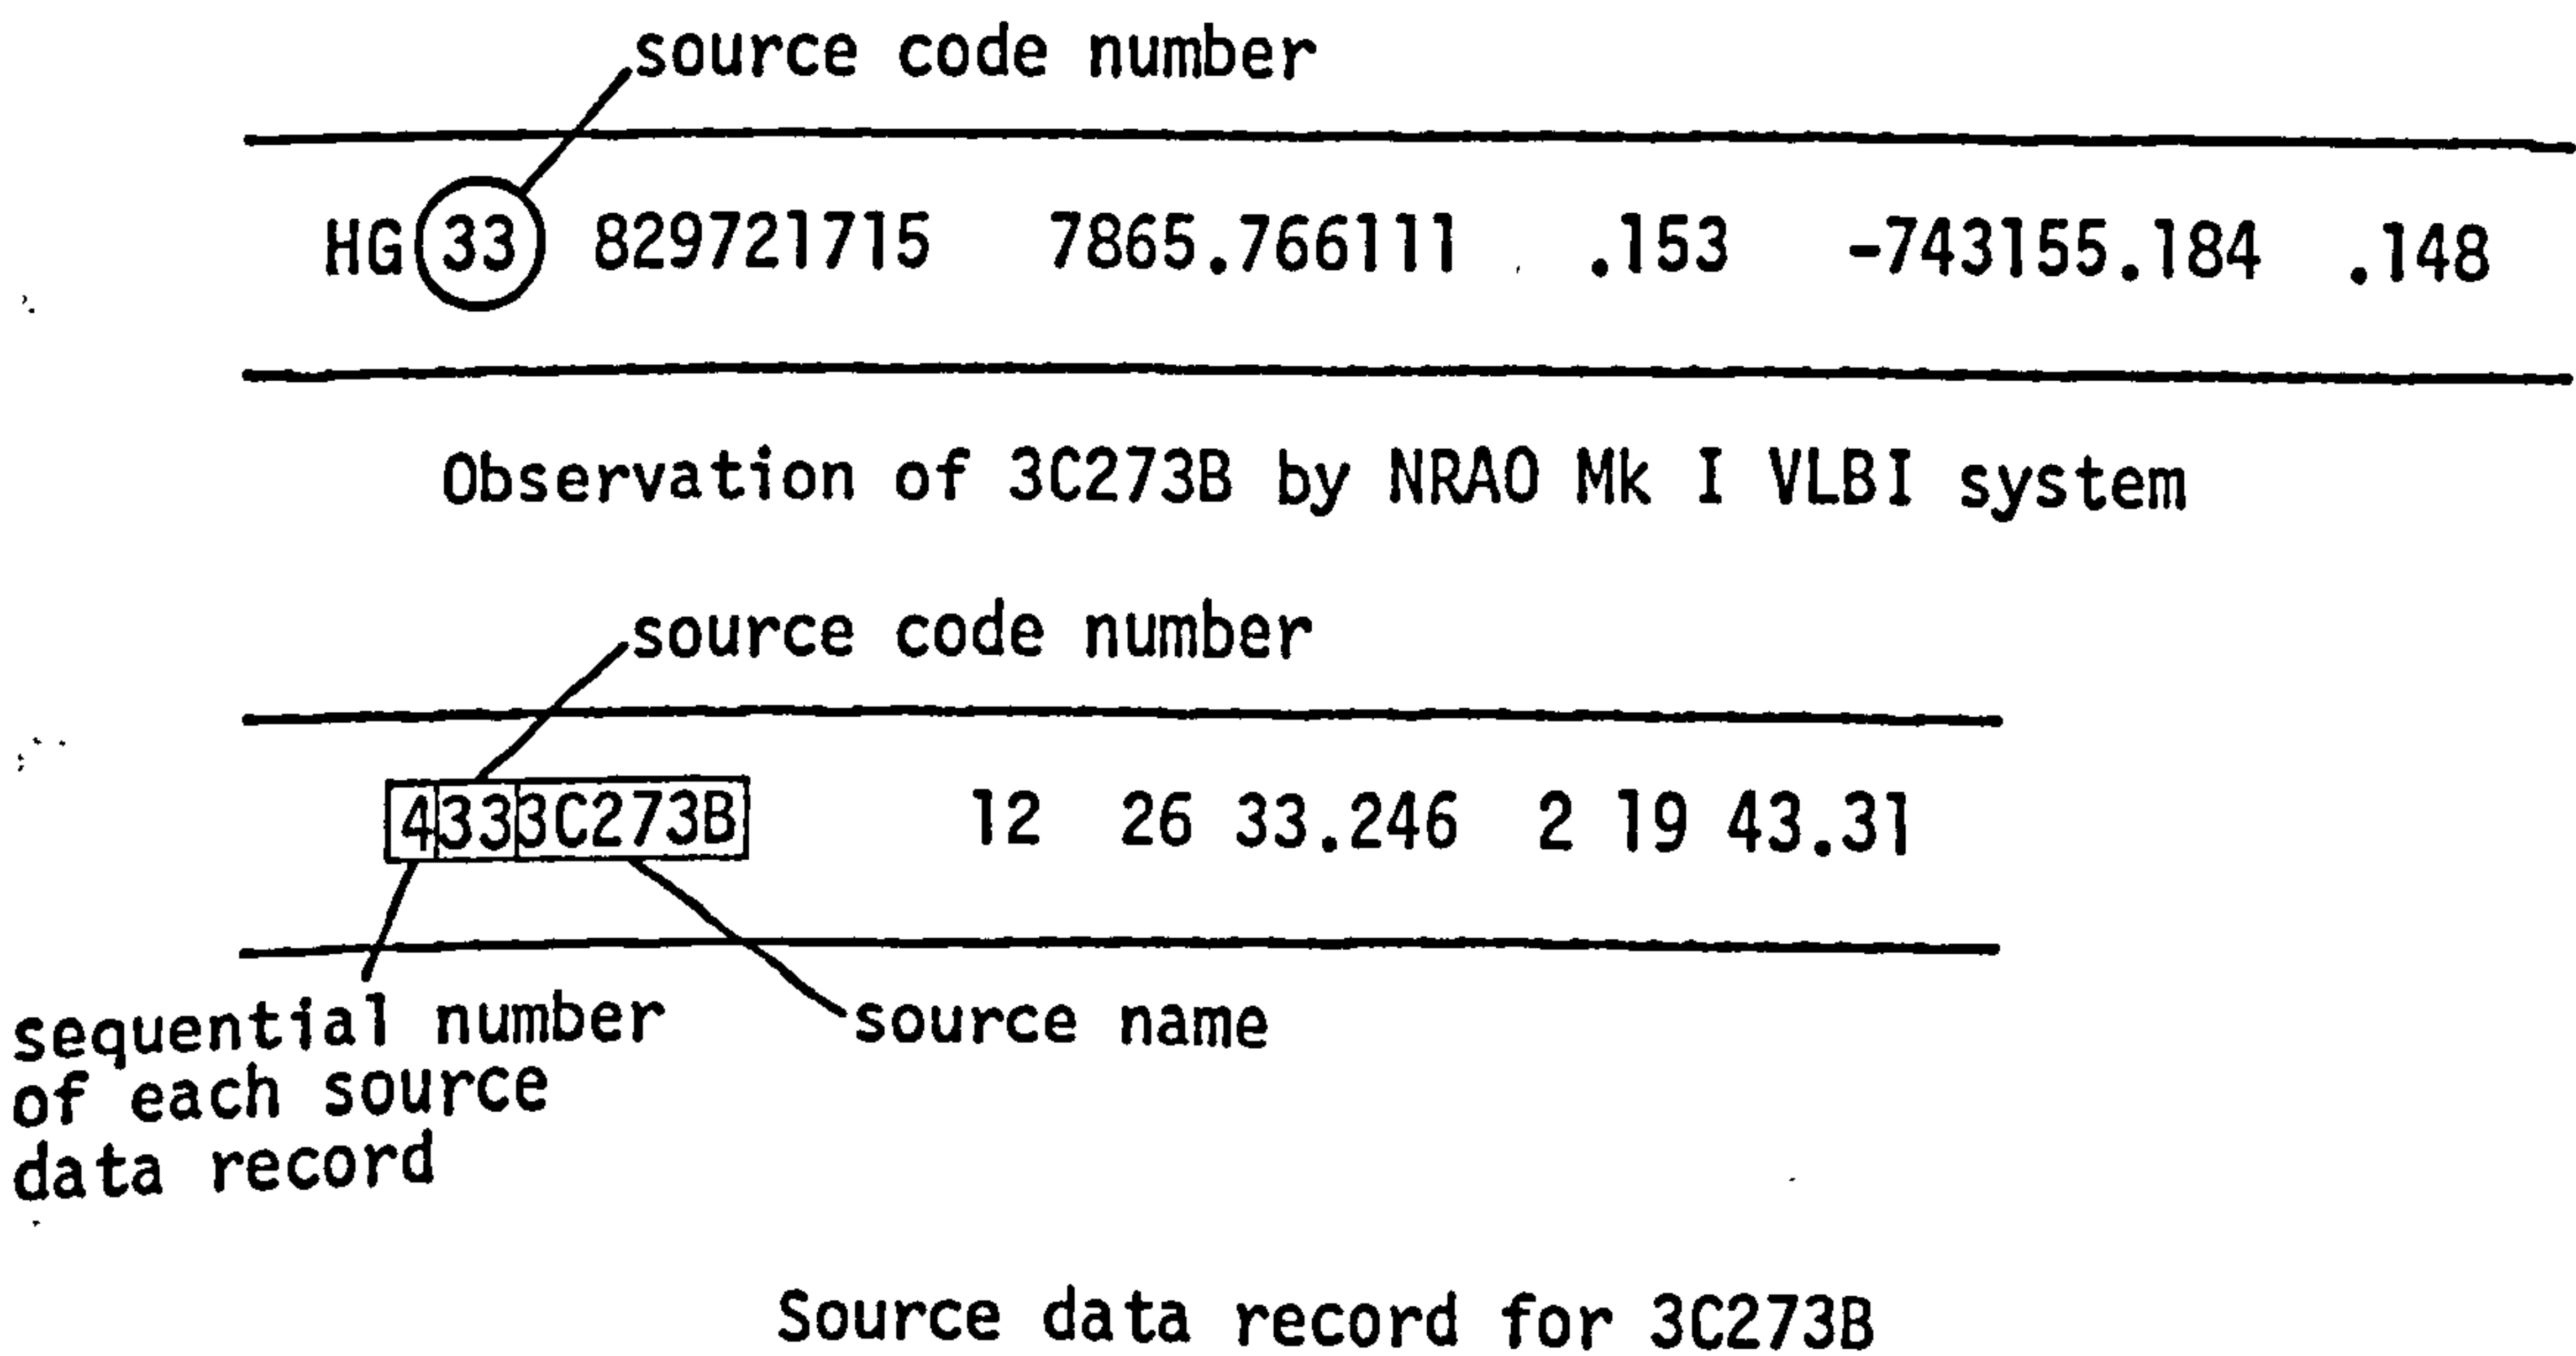 source code number
HG 33 829721715 7865.766111 .153 -743155.184 .148
Observation of 3C273B by NRAO Mk I VLBI system
source code number
4333C273B 12 26 33.246 2 19 43.31
sequential number
of each source
data record
source name
Source data record for 3C273B